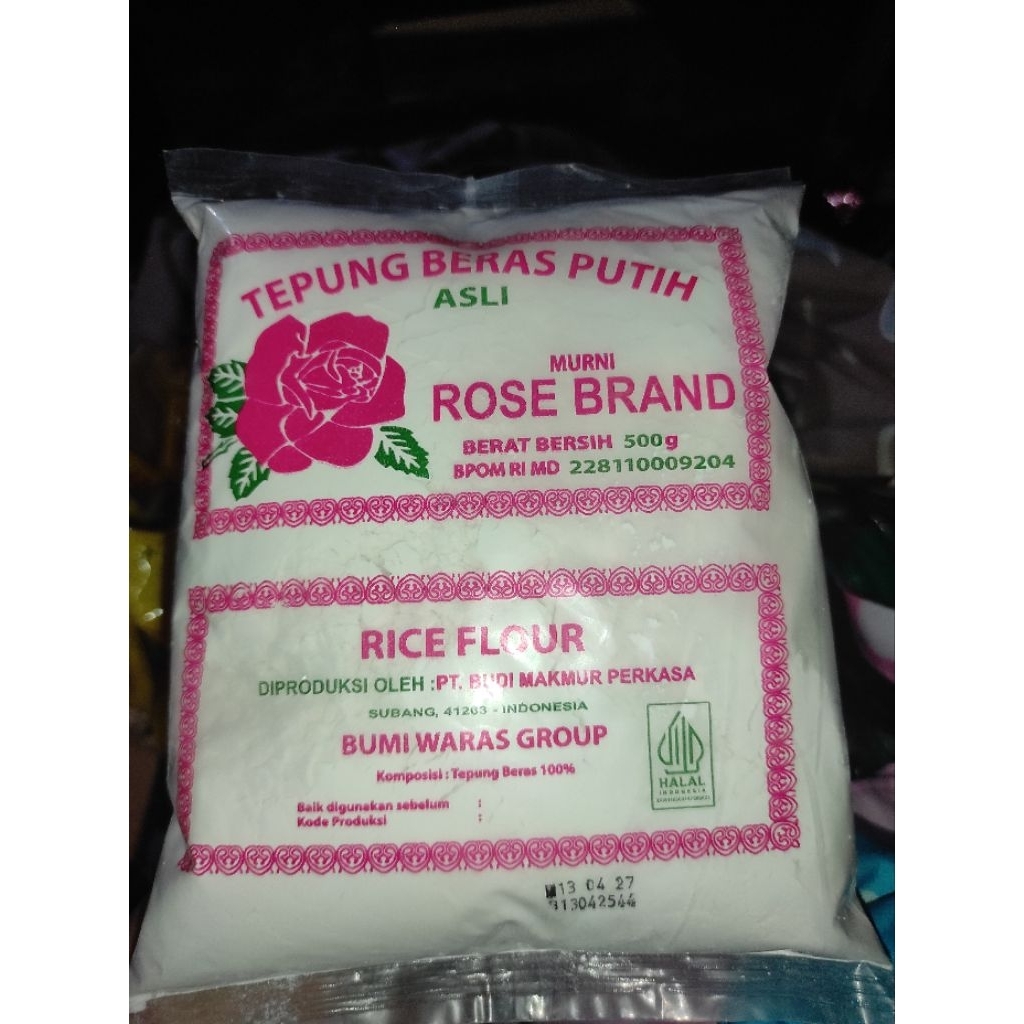 TEPUNG BERAS PUTIH
ASLI
MURNI
ROSE BRAND
BERAT BERSIH 500g
BPOM RI MD 228110009204
RICE FLOUR
DIPRODUKSI OLEH :PT. BUDI MAKMUR PERKASA
SUBANG, 41263 - INDONESIA
BUMI WARAS GROUP
Komposisi : Tepung Beras 100%
HALAL
INDONESIA
Baik digunakan sebelum :
Kode Produksi :
13 04 27